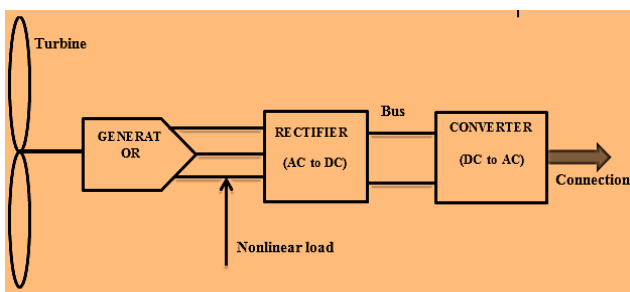 Turbine
GENERAT
OR
RECTIFIER
(AC to DC)
Bus
CONVERTER
(DC to AC)
Connection
Nonlinear load